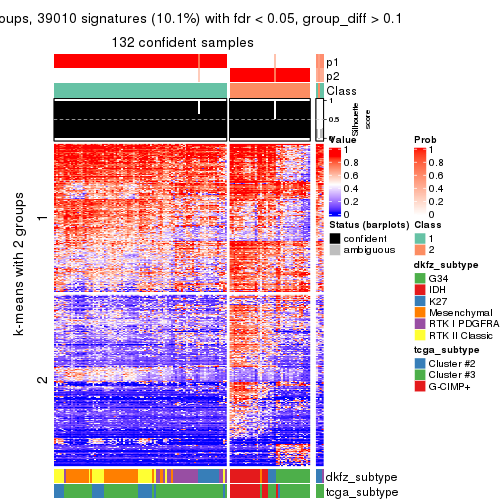 oups, 39010 signatures (10.1%) with fdr < 0.05, group_diff > 0.1
132 confident samples
p1
p2
Class
1
0.5
0
Silhouette
score
k-means with 2 groups
1
2
Value
1
0.8
0.6
0.4
0.2
0
Prob
1
0.8
0.6
0.4
0.2
0
Status (barplots)
confident
ambiguous
Class
1
2
dkfz_subtype
G34
IDH
K27
Mesenchymal
RTK I PDGFRA
RTK II Classic
tcga_subtype
Cluster #2
Cluster #3
G-CIMP+
dkfz_subtype
tcga_subtype